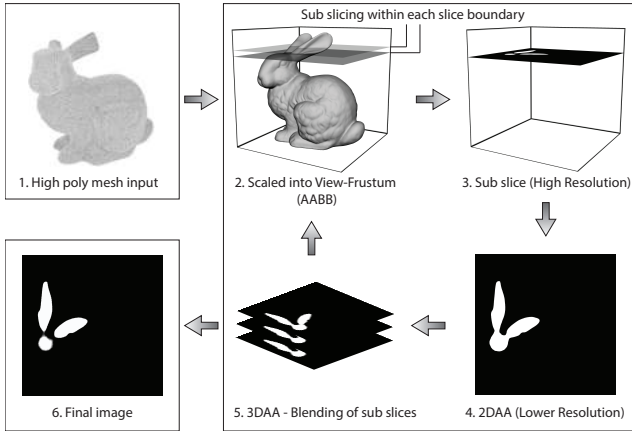 Sub slicing within each slice boundary
1. High poly mesh input
2. Scaled into View-Frustum
(AABB)
3. Sub slice (High Resolution)
6. Final image
5. 3DAA - Blending of sub slices
4. 2DAA (Lower Resolution)